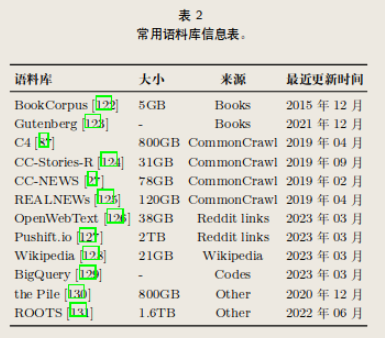 表 2
常用语料库信息表。
语料库 大小 来源 最近更新时间
BookCorpus [122] 5GB Books 2015 年 12 月
Gutenberg [123] - Books 2021 年 12 月
C4 [87] 800GB CommonCrawl 2019 年 04 月
CC-Stories-R [124] 31GB CommonCrawl 2019 年 09 月
CC-NEWS [27] 78GB CommonCrawl 2019 年 02 月
REALNEWs [125] 120GB CommonCrawl 2019 年 04 月
OpenWebText [126] 38GB Reddit links 2023 年 03 月
Pushift.io [127] 2TB Reddit links 2023 年 03 月
Wikipedia [128] 21GB Wikipedia 2023 年 03 月
BigQuery [129] - Codes 2023 年 03 月
the Pile [130] 800GB Other 2020 年 12 月
ROOTS [131] 1.6TB Other 2022 年 06 月